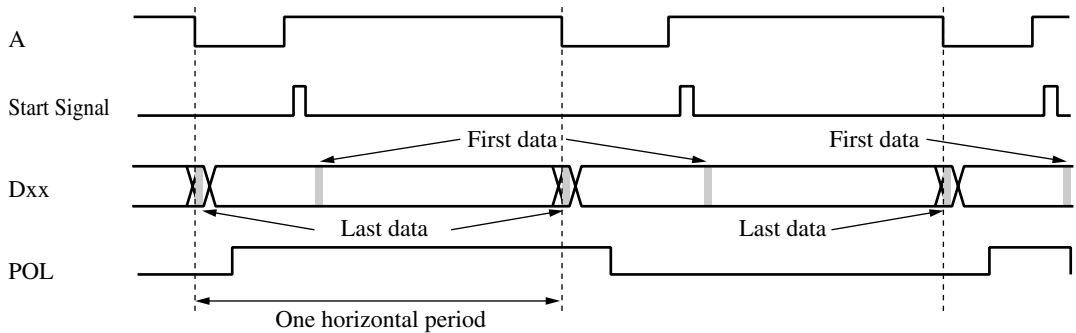 A
Start Signal
First data
First data
Dxx
Last data
Last data
POL
One horizontal period